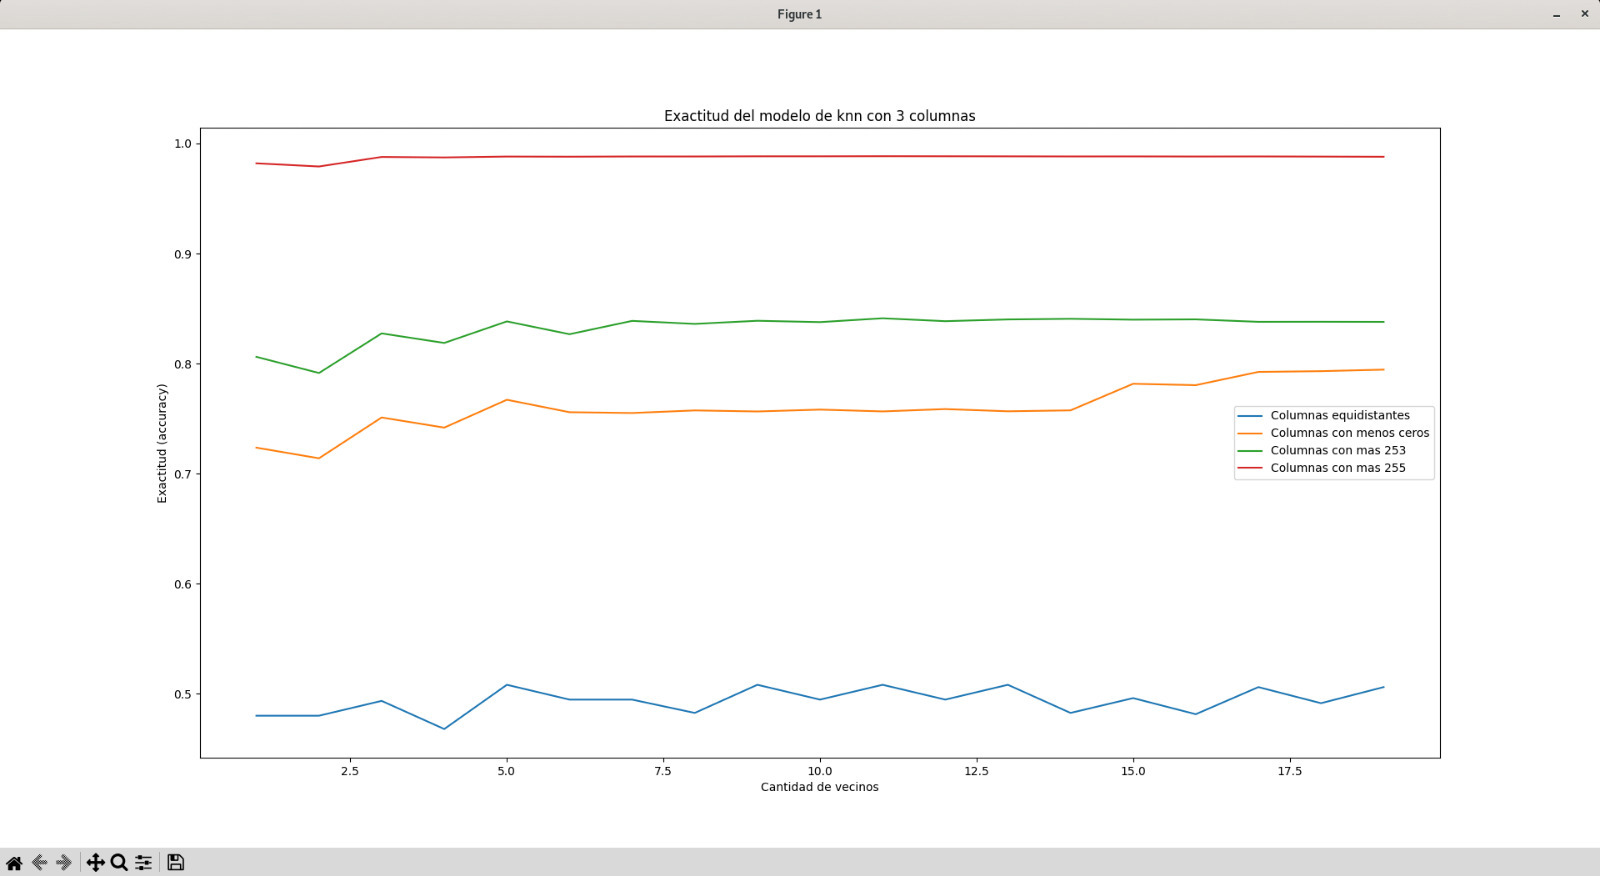 Figure 1
Exactitud del modelo de knn con 3 columnas
1.0
0.9
0.8
0.7
0.6
0.5
Exactitud (accuracy)
Columnas equidistantes
Columnas con menos ceros
Columnas con mas 253
Columnas con mas 255
2.5 5.0 7.5 10.0 12.5 15.0 17.5
Cantidad de vecinos